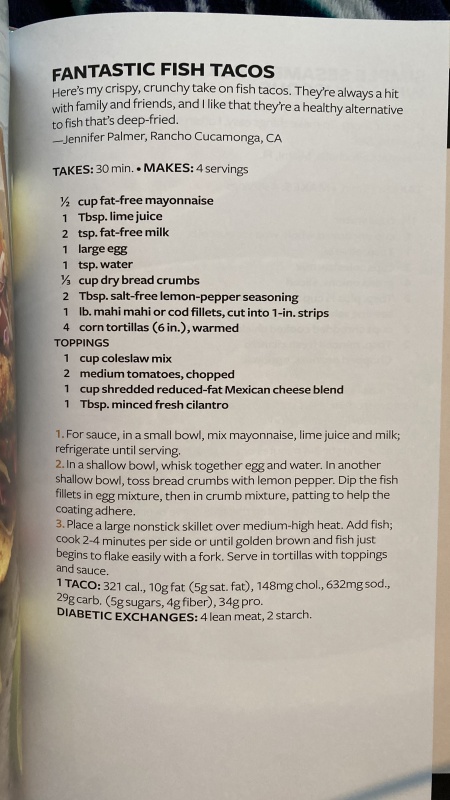 FANTASTIC FISH TACOS
Here's my crispy, crunchy take on fish tacos. They're always a hit
with family and friends, and I like that they're a healthy alternative
to fish that's deep-fried.
—Jennifer Palmer, Rancho Cucamonga, CA
TAKES: 30 min. • MAKES: 4 servings
½ cup fat-free mayonnaise
1 Tbsp. lime juice
2 tsp. fat-free milk
1 large egg
1 tsp. water
⅓ cup dry bread crumbs
2 Tbsp. salt-free lemon-pepper seasoning
1 lb. mahi mahi or cod fillets, cut into 1-in. strips
4 corn tortillas (6 in.), warmed
TOPPINGS
1 cup coleslaw mix
2 medium tomatoes, chopped
1 cup shredded reduced-fat Mexican cheese blend
1 Tbsp. minced fresh cilantro
1. For sauce, in a small bowl, mix mayonnaise, lime juice and milk;
refrigerate until serving.
2. In a shallow bowl, whisk together egg and water. In another
shallow bowl, toss bread crumbs with lemon pepper. Dip the fish
fillets in egg mixture, then in crumb mixture, patting to help the
coating adhere.
3. Place a large nonstick skillet over medium-high heat. Add fish;
cook 2-4 minutes per side or until golden brown and fish just
begins to flake easily with a fork. Serve in tortillas with toppings
and sauce.
1 TACO: 321 cal., 10g fat (5g sat. fat), 148mg chol., 632mg sod.,
29g carb. (5g sugars, 4g fiber), 34g pro.
DIABETIC EXCHANGES: 4 lean meat, 2 starch.